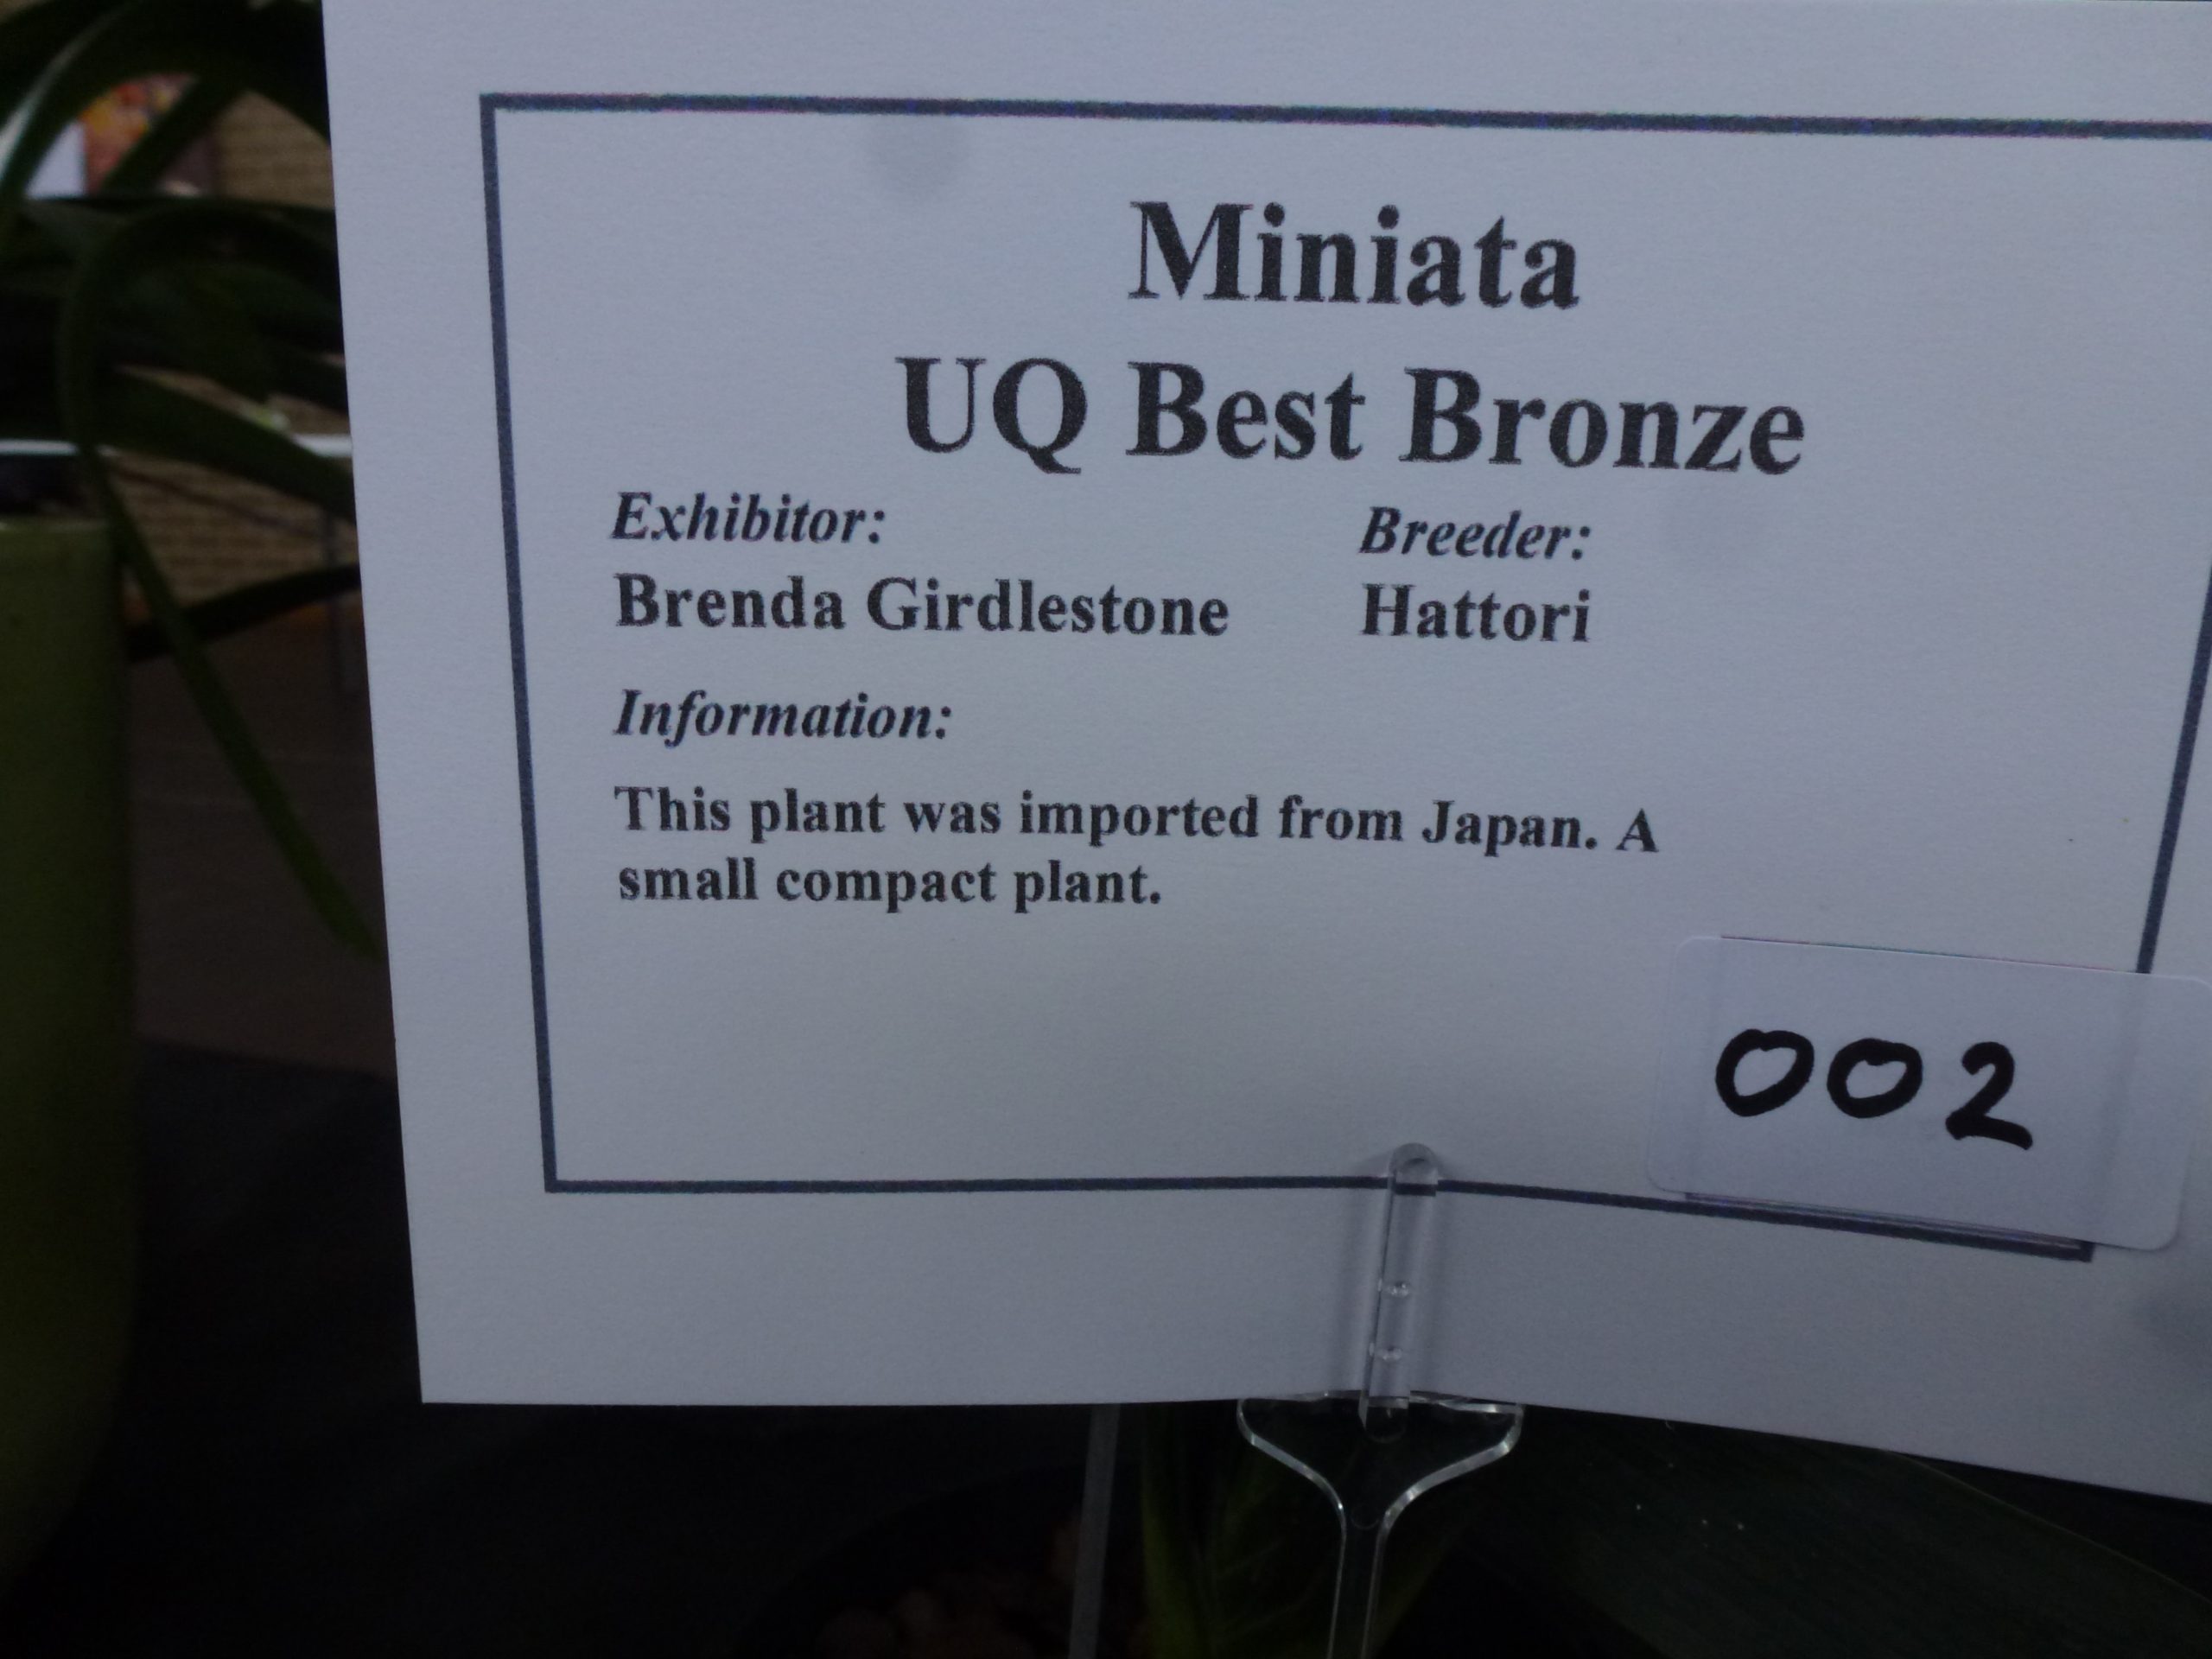 Miniata
UQ Best Bronze
Exhibitor: Breeder:
Brenda Girdlestone Hattori
Information:
This plant was imported from Japan. A
small compact plant.
002